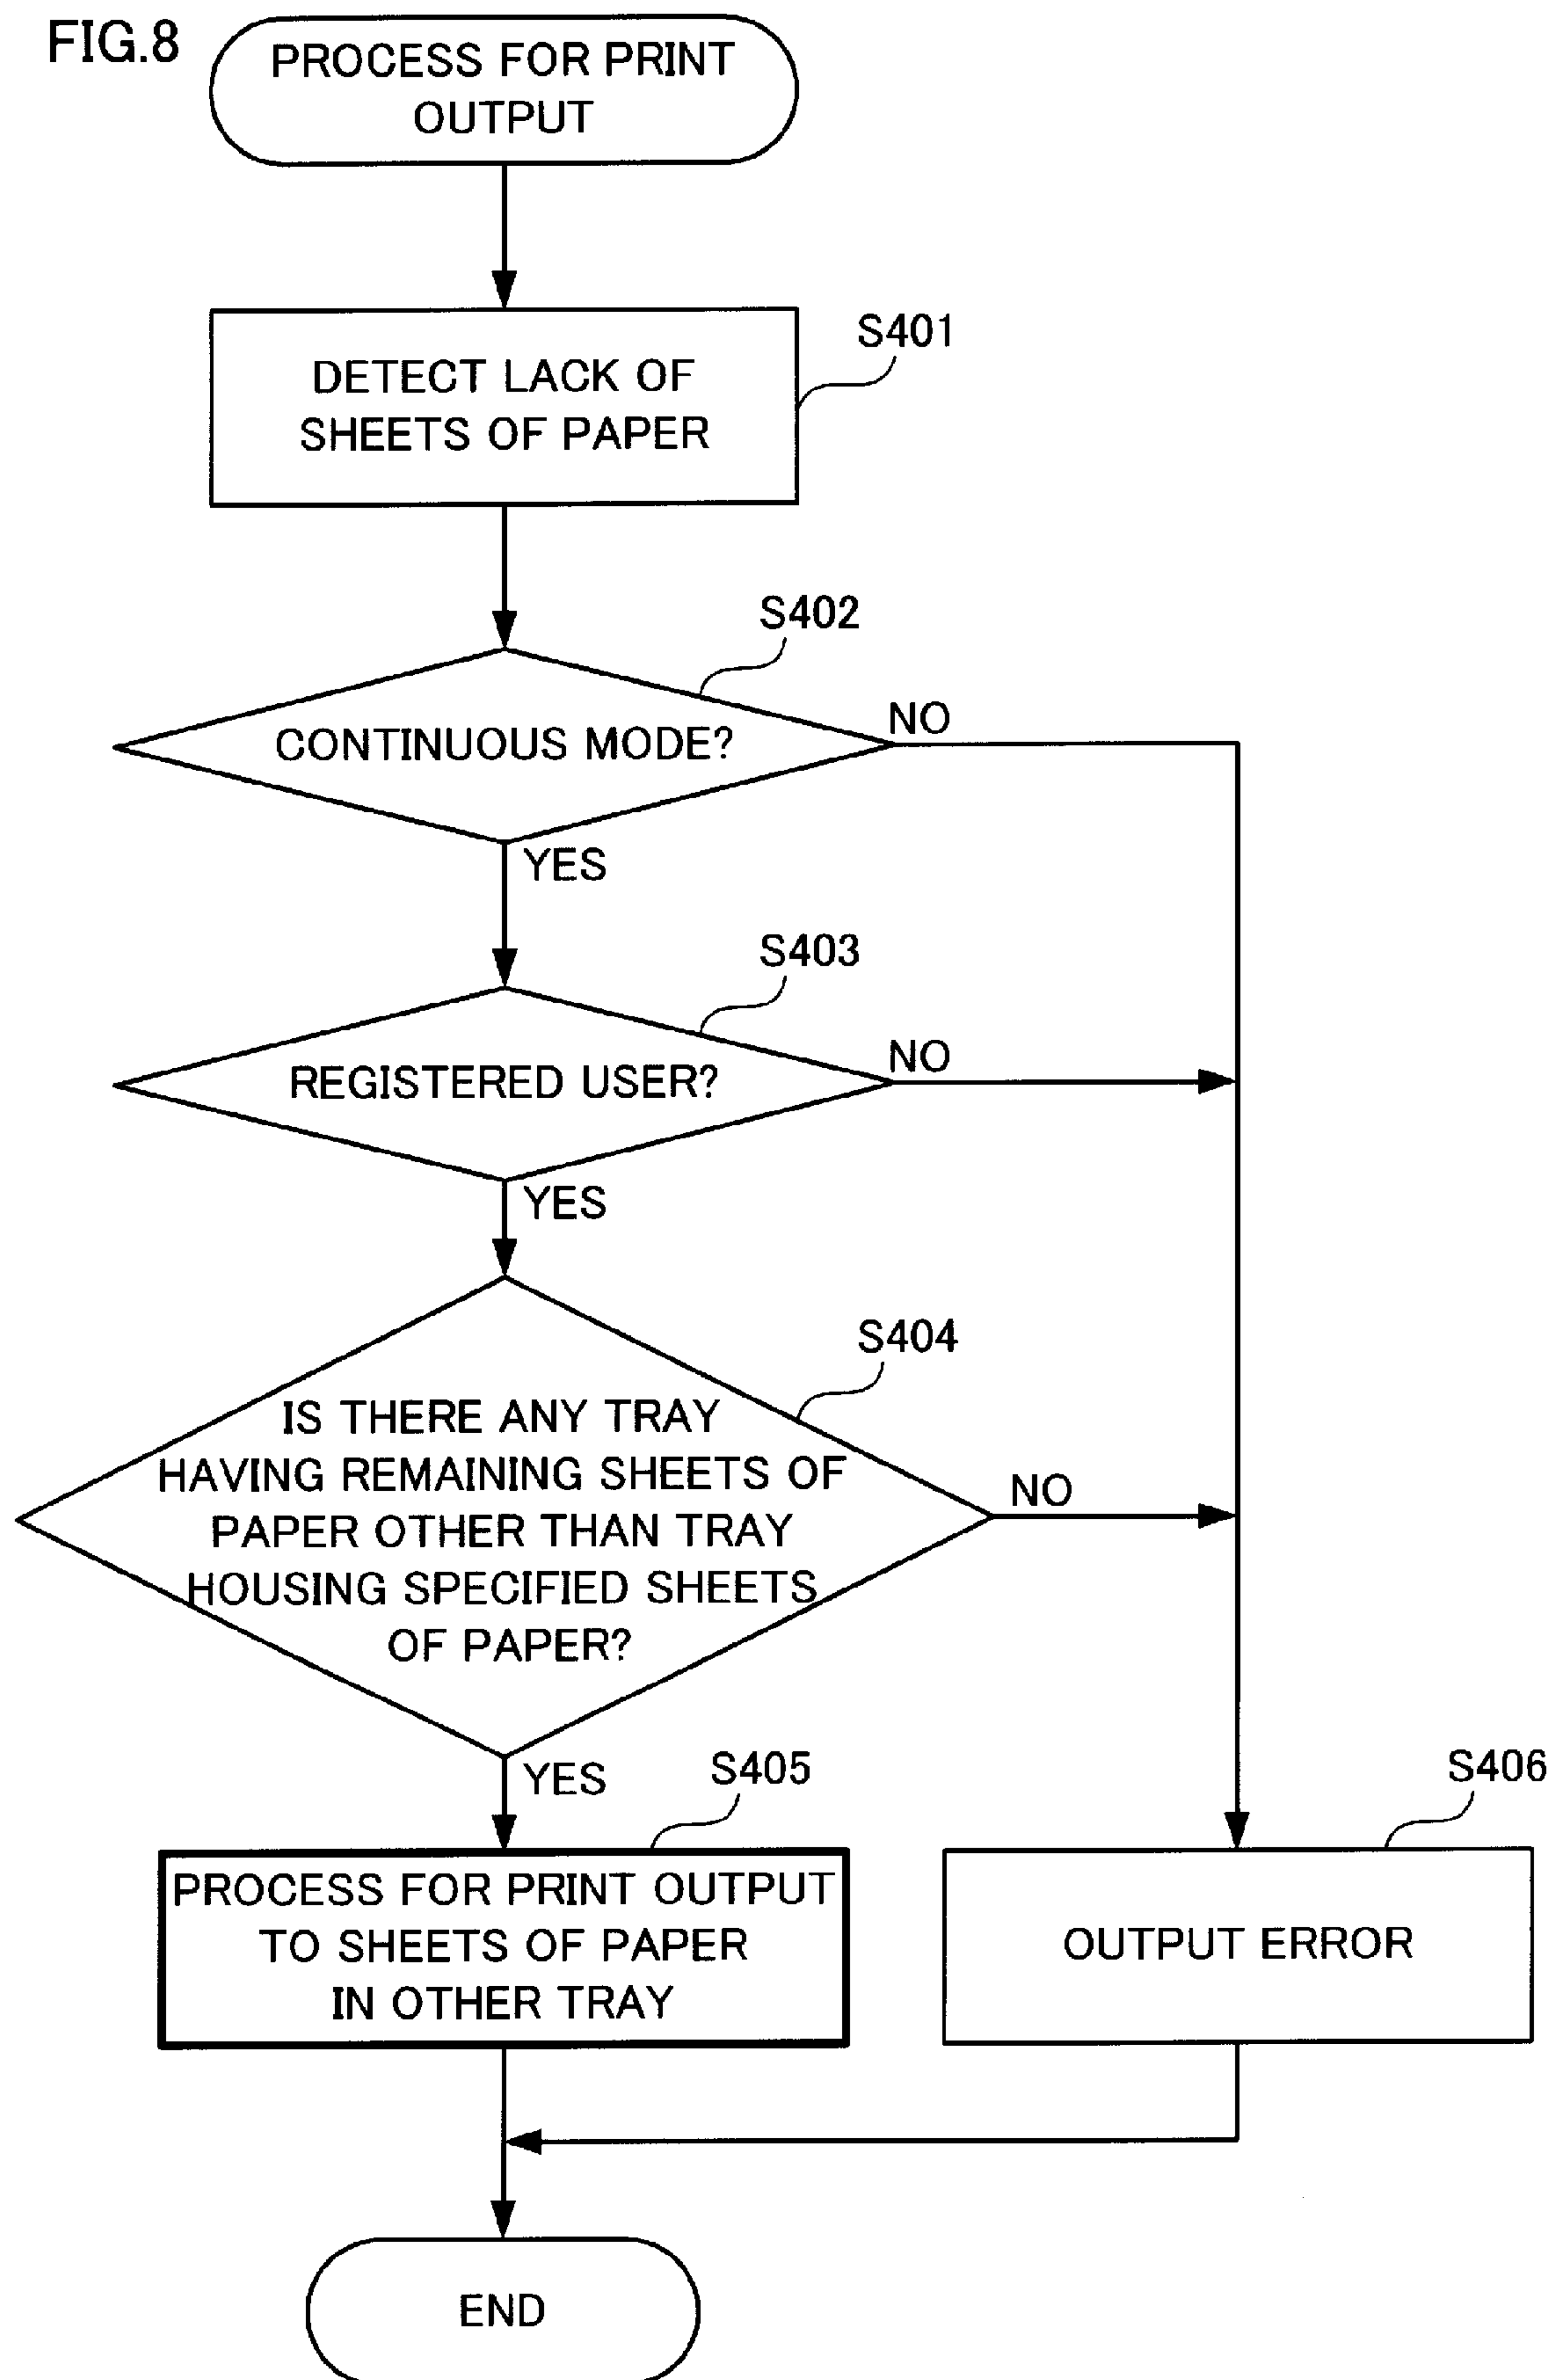 FIG.8
PROCESS FOR PRINT
OUTPUT
S401
DETECT LACK OF
SHEETS OF PAPER
S402
CONTINUOUS MODE?
NO
YES
S403
REGISTERED USER?
NO
YES
S404
IS THERE ANY TRAY
HAVING REMAINING SHEETS OF
PAPER OTHER THAN TRAY
HOUSING SPECIFIED SHEETS
OF PAPER?
NO
YES
S405
PROCESS FOR PRINT OUTPUT
TO SHEETS OF PAPER
IN OTHER TRAY
S406
OUTPUT ERROR
END